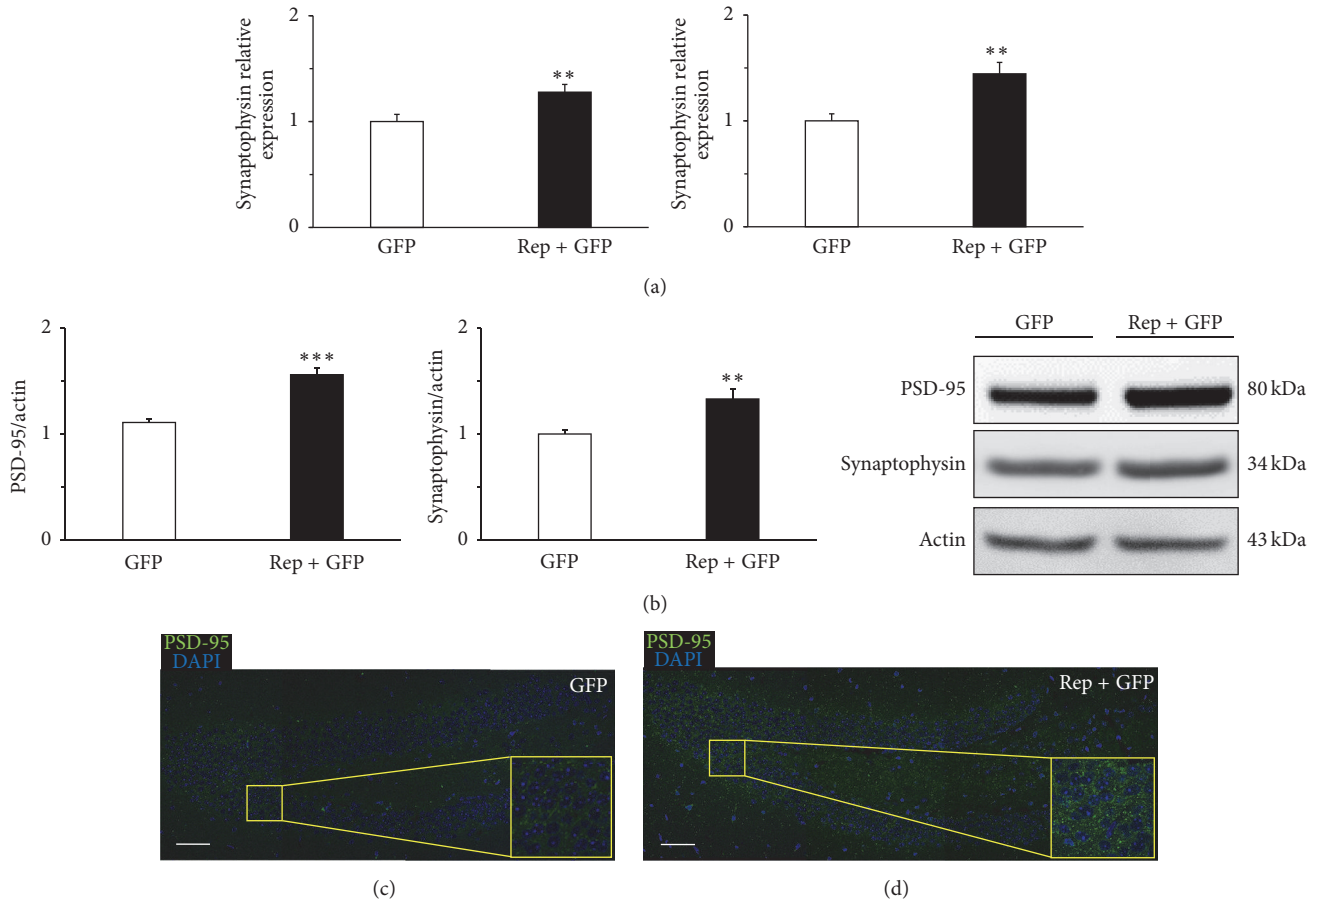 2
1
0
Synaptophysin relative
expression
GFP
Rep + GFP
**
2
1
0
Synaptophysin relative
expression
GFP
Rep + GFP
**
(a)
2
1
0
PSD-95/actin
GFP
Rep + GFP
***
2
1
0
Synaptophysin/actin
GFP
Rep + GFP
**
GFP
Rep + GFP
PSD-95
80 kDa
Synaptophysin
34 kDa
Actin
43 kDa
(b)
PSD-95
DAPI
GFP
(c)
PSD-95
DAPI
Rep + GFP
(d)